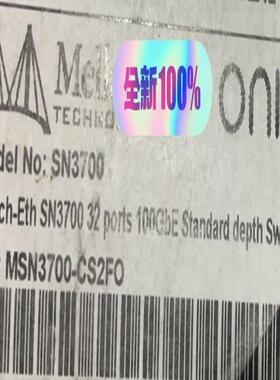 Mell
全新100%
TECHNO
ONI
del No: SN3700
ch-Eth SN3700 32 ports 100GbE Standard depth Sw
: MSN3700-CS2FO